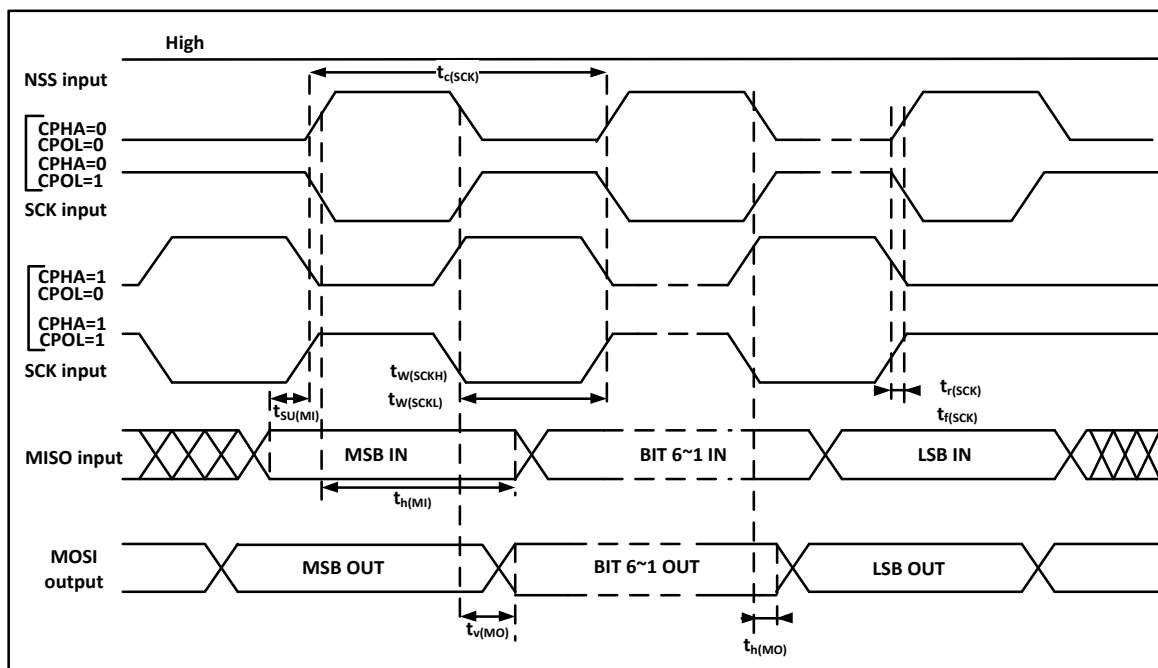 High
NSS input
tc(SCK)
CPHA=0
CPOL=0
CPHA=0
CPOL=1
SCK input
CPHA=1
CPOL=0
CPHA=1
CPOL=1
SCK input
tW(SCKH)
tW(SCKL)
tr(SCK)
tf(SCK)
tSU(MI)
MISO input
MSB IN
BIT 6~1 IN
LSB IN
th(MI)
MOSI
output
MSB OUT
BIT 6~1 OUT
LSB OUT
tv(MO)
th(MO)